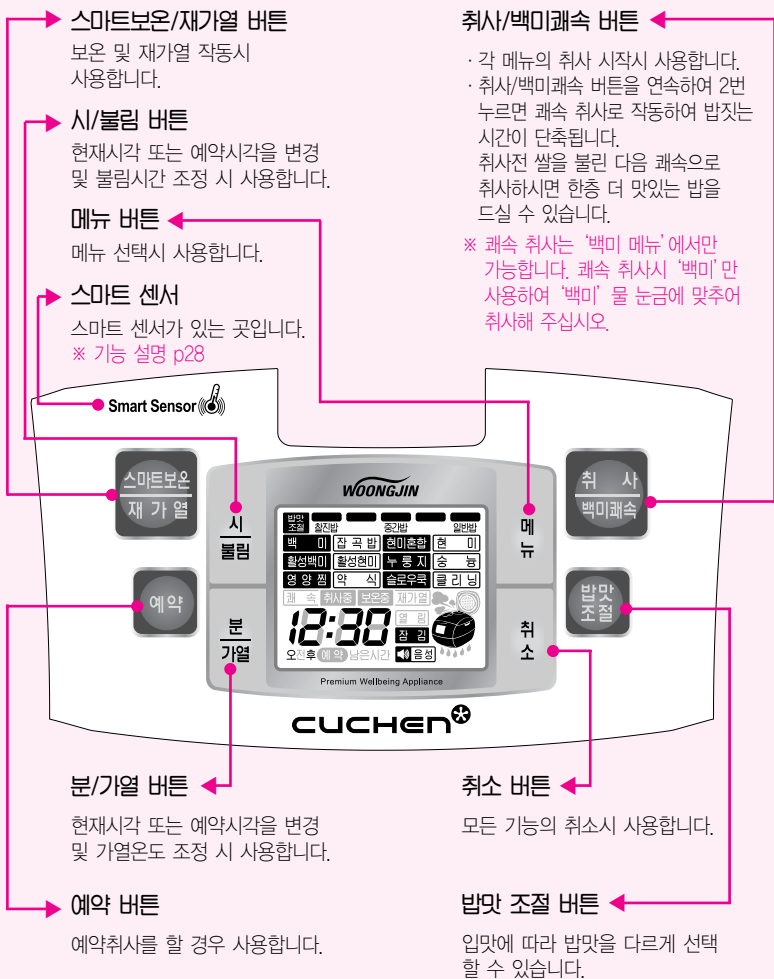 스마트보온/재가열 버튼
보온 및 재가열 작동시
사용합니다.
시/불림 버튼
현재시각 또는 예약시각을 변경
및 불림시간 조정 시 사용합니다.
메뉴 버튼
메뉴 선택시 사용합니다.
스마트 센서
스마트 센서가 있는 곳입니다.
※ 기능 설명 p28
취사/백미쾌속 버튼
· 각 메뉴의 취사 시작시 사용합니다.
· 취사/백미쾌속 버튼을 연속하여 2번
누르면 쾌속 취사로 작동하여 밥짓는
시간이 단축됩니다.
취사전 쌀을 불린 다음 쾌속으로
취사하시면 한층 더 맛있는 밥을
드실 수 있습니다.
※ 쾌속 취사는 ‘백미 메뉴’에서만
가능합니다. 쾌속 취사시 ‘백미’만
사용하여 ‘백미’ 물 눈금에 맞추어
취사해 주십시오.
Smart Sensor
스마트보온
재가열
예약
시
불림
분
가열
WOONGJIN
밥맛
조절 찰진밥 중간밥 일반밥
백 미 잡곡밥 현미혼합 현 미
활성백미 활성현미 누룽지 숭 늉
영양찜 약 식 슬로우쿡 클리닝
쾌 속 취사중 보온중 재가열
열 림
12:30 잠 김
오전후 예약 남은시간 음성
Premium Wellbeing Appliance
메
뉴
취
소
취 사
백미쾌속
밥맛
조절
CUCHEN
분/가열 버튼
현재시각 또는 예약시각을 변경
및 가열온도 조정 시 사용합니다.
예약 버튼
예약취사를 할 경우 사용합니다.
취소 버튼
모든 기능의 취소시 사용합니다.
밥맛 조절 버튼
입맛에 따라 밥맛을 다르게 선택
할 수 있습니다.